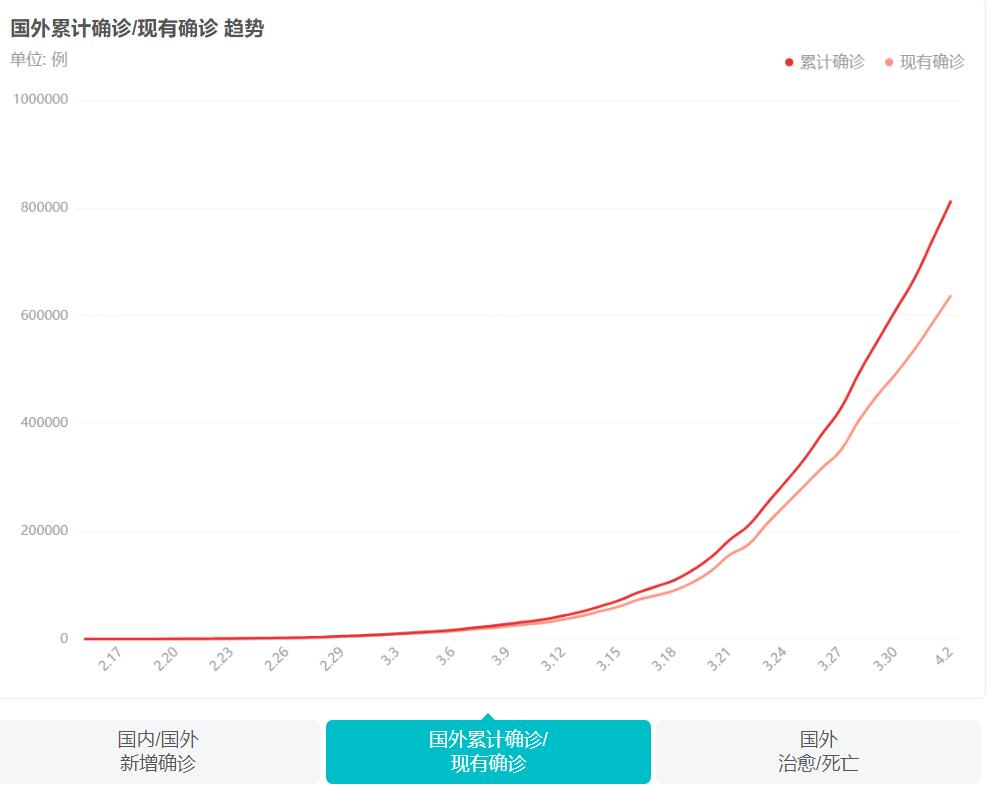 国外累计确诊/现有确诊 趋势
单位: 例
累计确诊 现有确诊
1000000
800000
600000
400000
200000
0
2.17 2.20 2.23 2.26 2.29 3.3 3.6 3.9 3.12 3.15 3.18 3.21 3.24 3.27 3.30 4.2
国内/国外
新增确诊
国外累计确诊/
现有确诊
国外
治愈/死亡